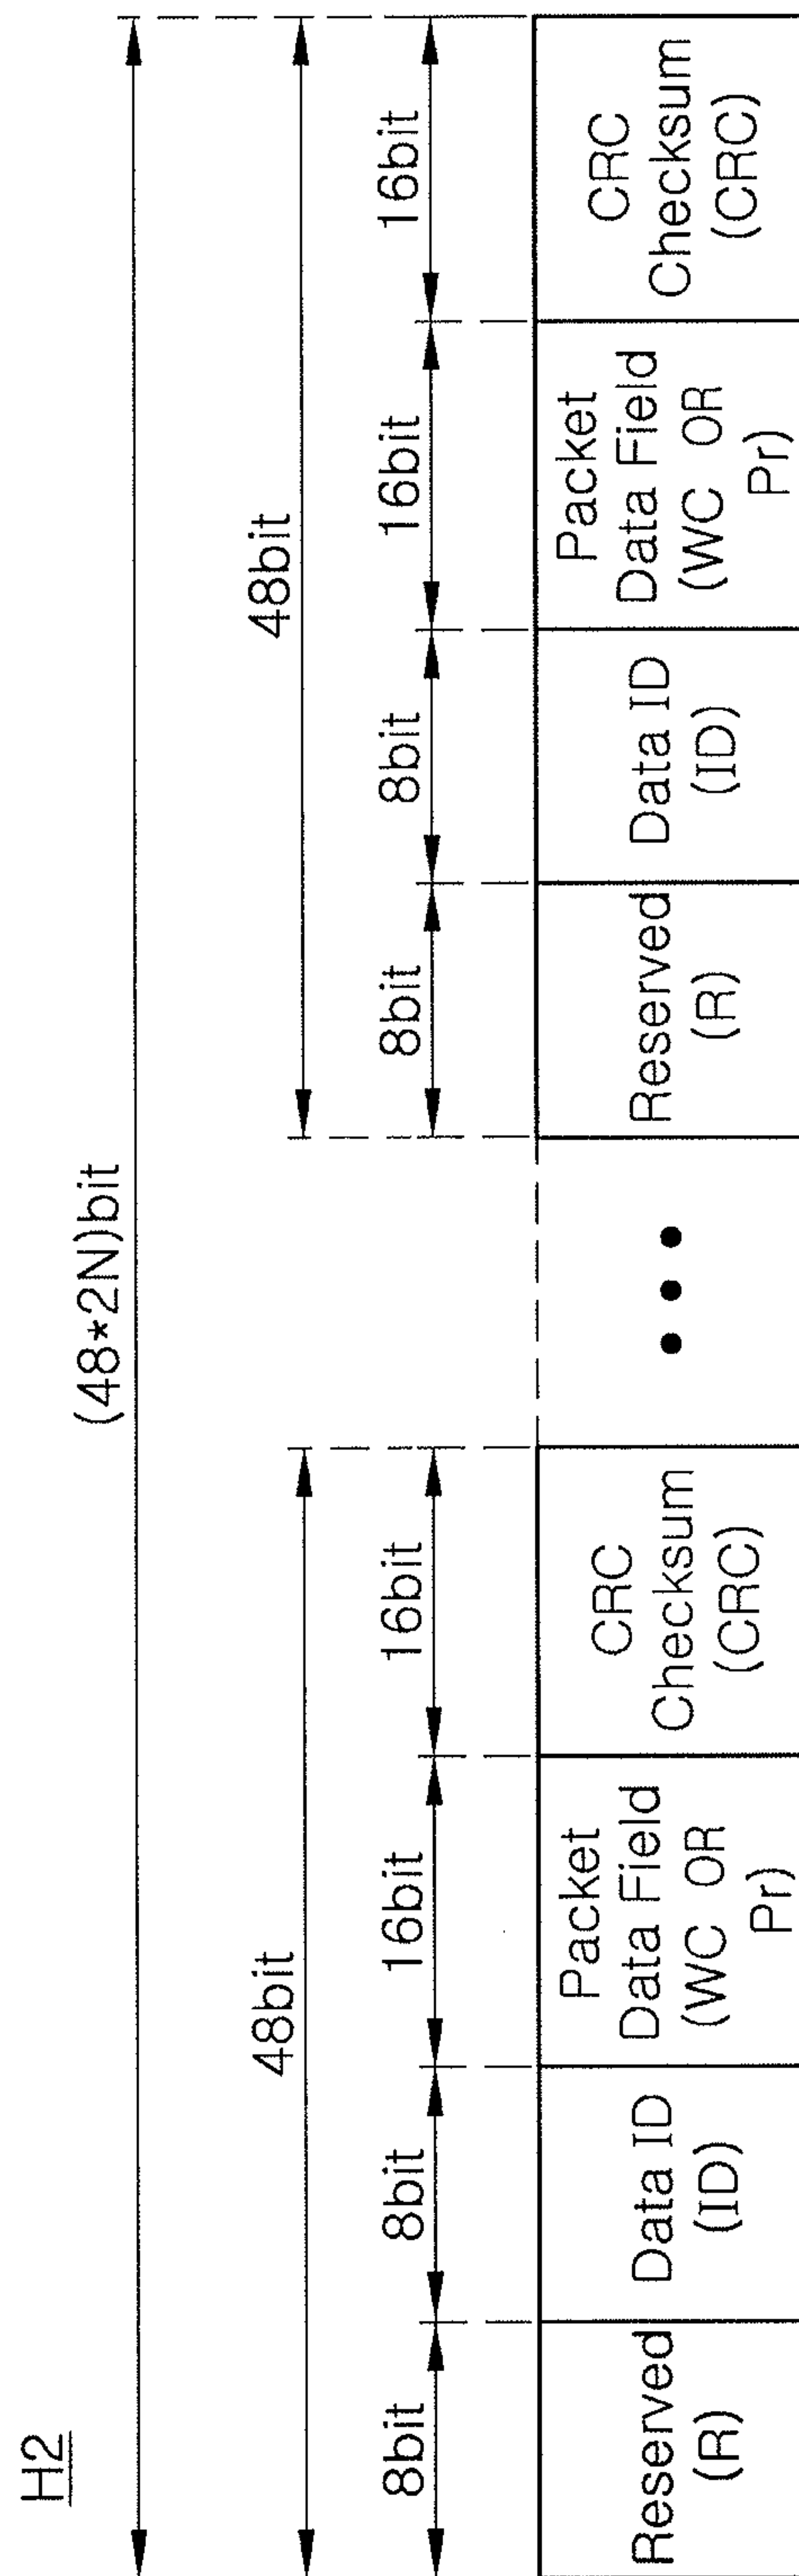 H2
(48*2N)bit
48bit
48bit
8bit
8bit
16bit
16bit
8bit
8bit
16bit
16bit
Reserved
(R)
Data ID
(ID)
Packet
Data Field
(WC OR
Pr)
CRC
Checksum
(CRC)
•••
Reserved
(R)
Data ID
(ID)
Packet
Data Field
(WC OR
Pr)
CRC
Checksum
(CRC)